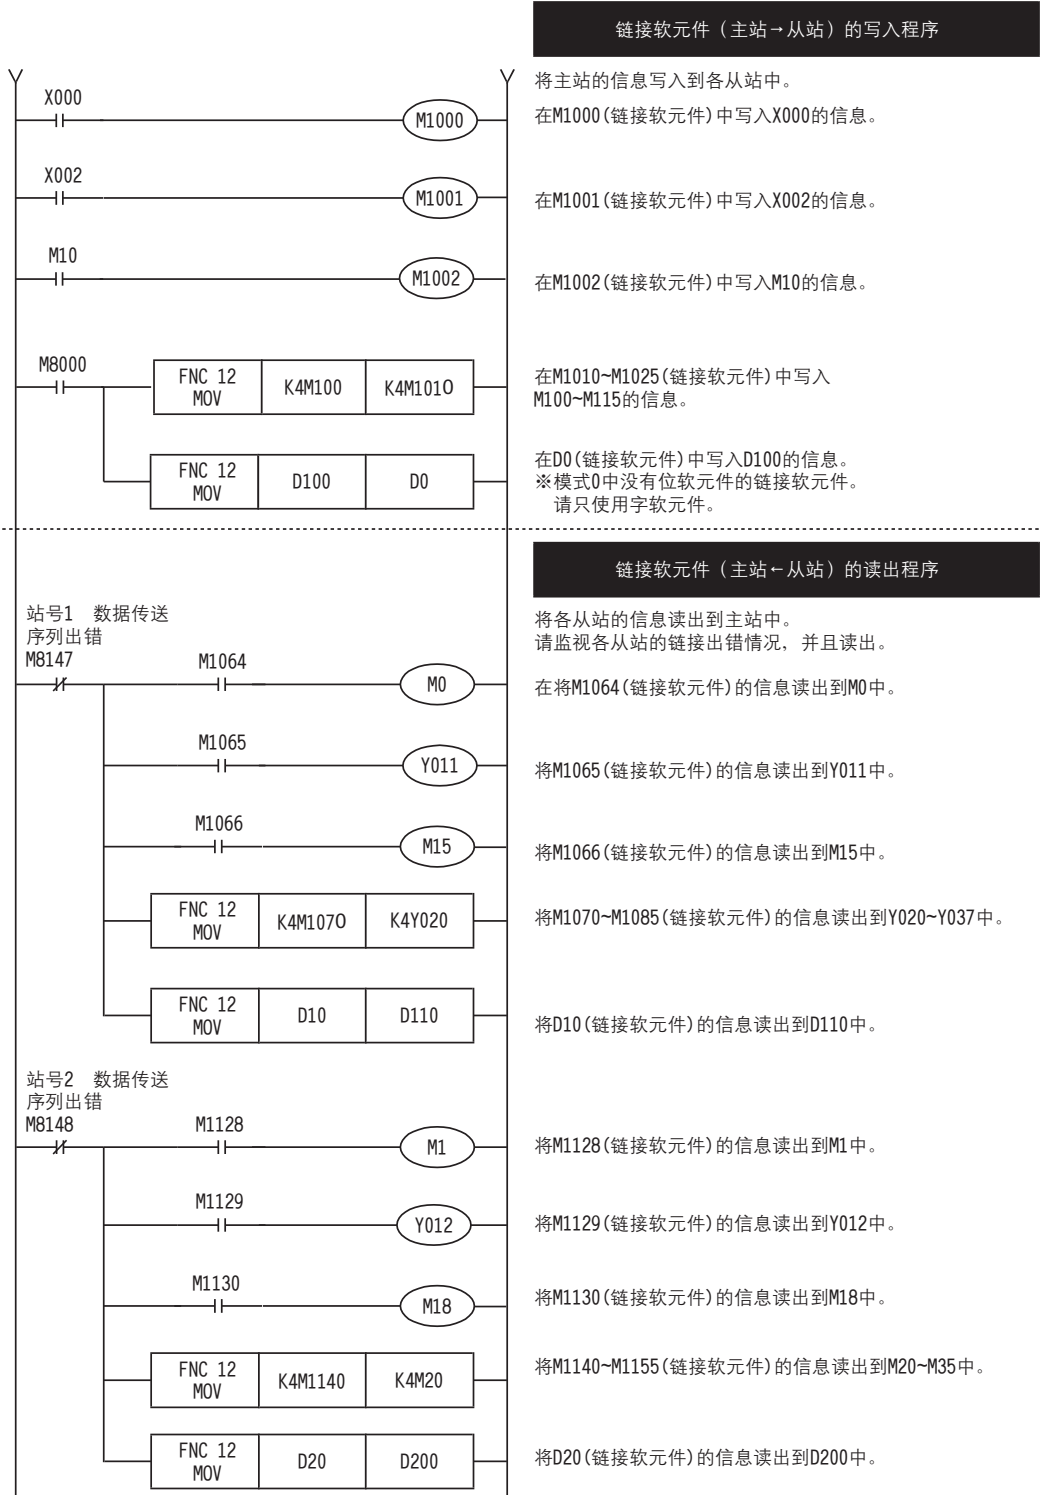 链接软元件（主站→从站）的写入程序
将主站的信息写入到各从站中。
X000
M1000
在M1000(链接软元件)中写入X000的信息。
X002
M1001
在M1001(链接软元件)中写入X002的信息。
M10
M1002
在M1002(链接软元件)中写入M10的信息。
M8000
FNC 12
MOV
K4M100
K4M1010
在M1010~M1025(链接软元件)中写入
M100~M115的信息。
FNC 12
MOV
D100
D0
在D0(链接软元件)中写入D100的信息。
※模式0中没有位软元件的链接软元件。
请只使用字软元件。
链接软元件（主站←从站）的读出程序
将各从站的信息读出到主站中。
请监视各从站的链接出错情况，并且读出。
站号1 数据传送
序列出错
M8147
M1064
M0
在将M1064(链接软元件)的信息读出到M0中。
M1065
Y011
将M1065(链接软元件)的信息读出到Y011中。
M1066
M15
将M1066(链接软元件)的信息读出到M15中。
FNC 12
MOV
K4M1070
K4Y020
将M1070~M1085(链接软元件)的信息读出到Y020~Y037中。
FNC 12
MOV
D10
D110
将D10(链接软元件)的信息读出到D110中。
站号2 数据传送
序列出错
M8148
M1128
M1
将M1128(链接软元件)的信息读出到M1中。
M1129
Y012
将M1129(链接软元件)的信息读出到Y012中。
M1130
M18
将M1130(链接软元件)的信息读出到M18中。
FNC 12
MOV
K4M1140
K4M20
将M1140~M1155(链接软元件)的信息读出到M20~M35中。
FNC 12
MOV
D20
D200
将D20(链接软元件)的信息读出到D200中。